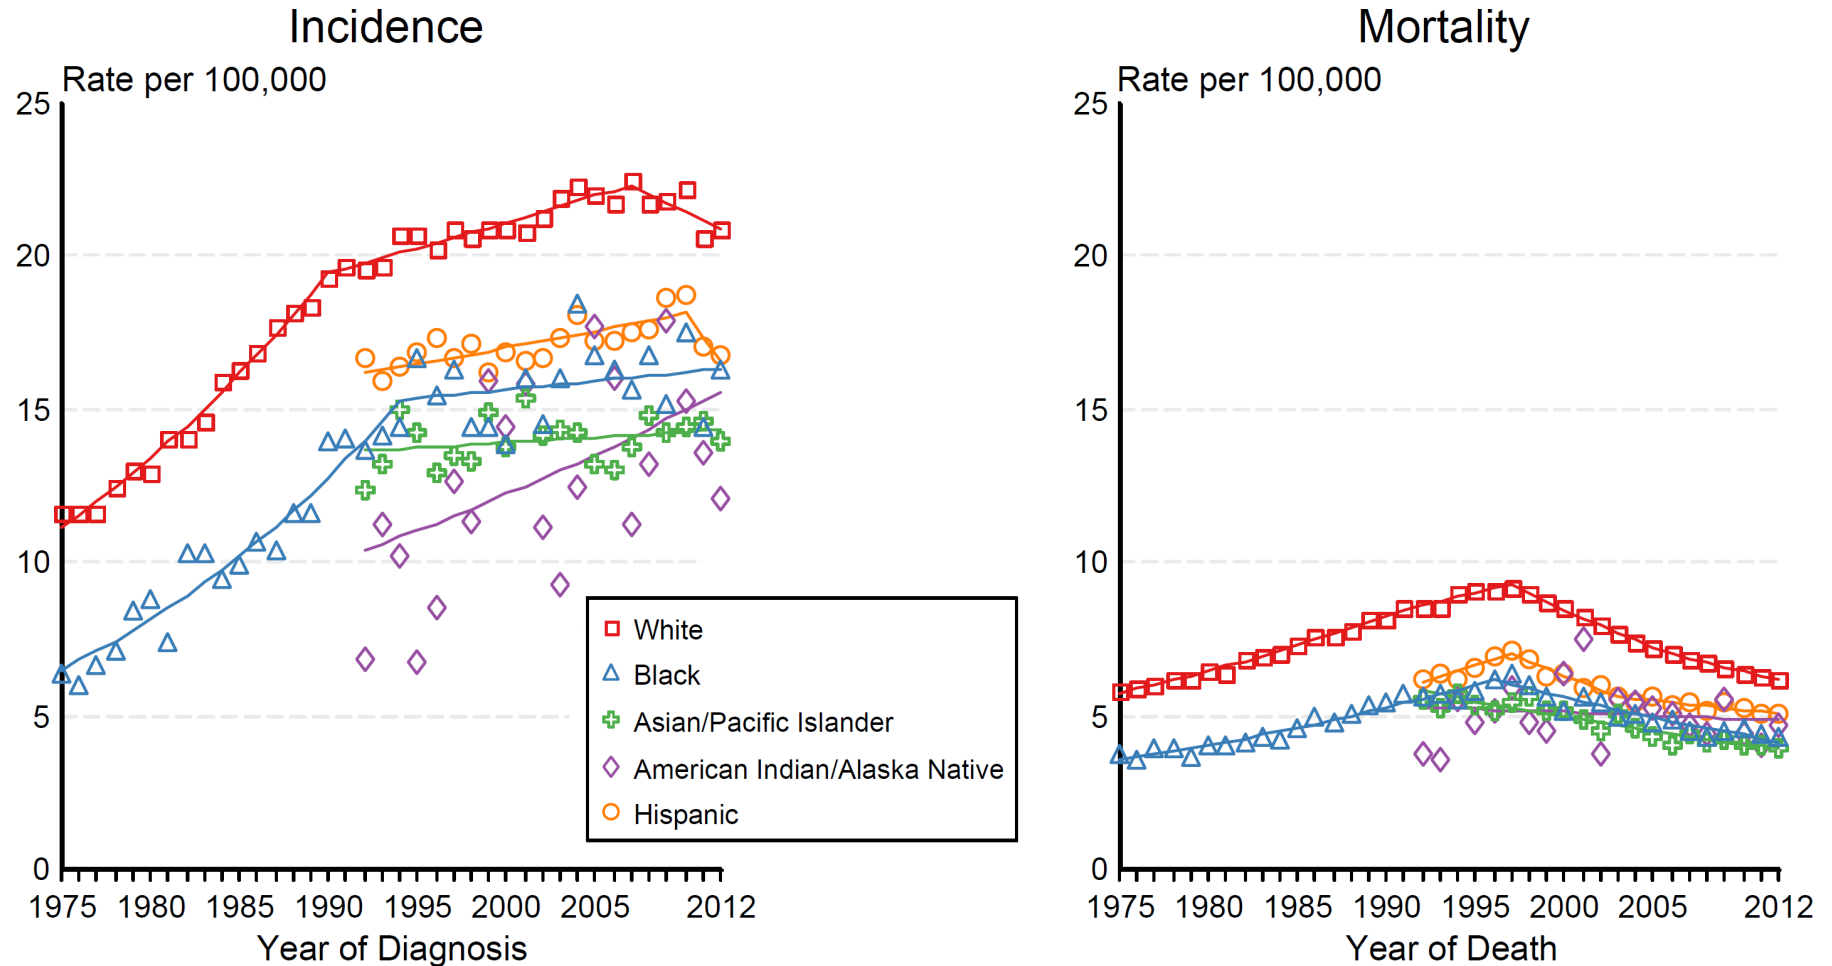 Incidence
Rate per 100,000
25
20
15
10
5
0
1975 1980 1985 1990 1995 2000 2005 2012
Year of Diagnosis
White
Black
Asian/Pacific Islander
American Indian/Alaska Native
Hispanic
Mortality
Rate per 100,000
25
20
15
10
5
0
1975 1980 1985 1990 1995 2000 2005 2012
Year of Death